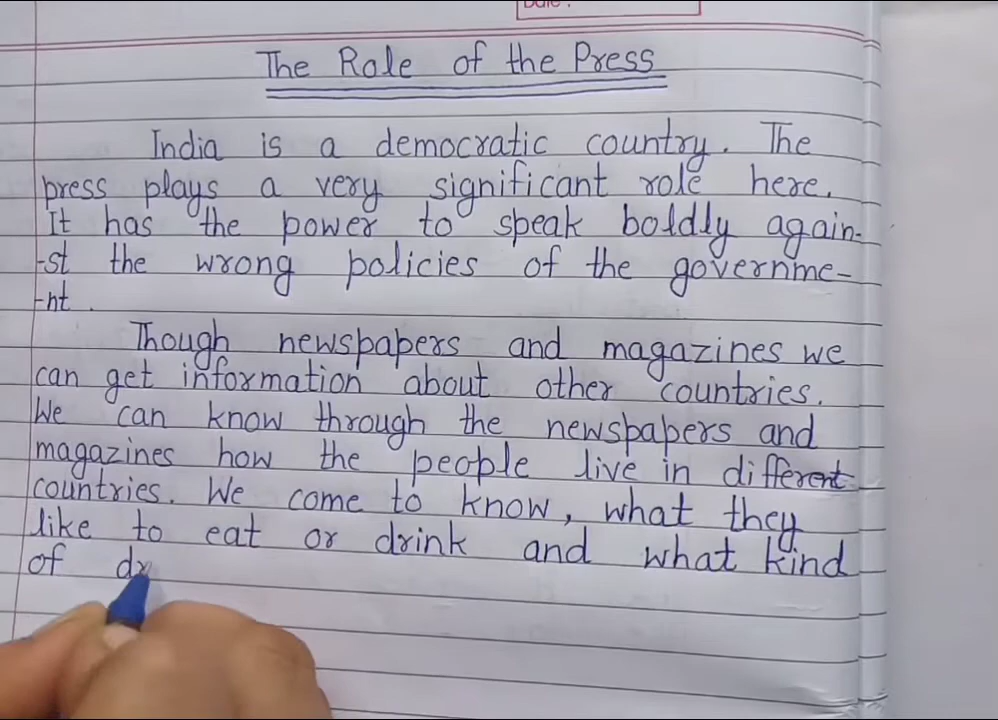 Date :
The Role of the Press
India is a democratic country. The
press plays a very significant role here.
It has the power to speak boldly again-
-st the wrong policies of the governme-
-nt.
Though newspapers and magazines we
can get information about other countries.
We can know through the newspapers and
magazines how the people live in different
countries. We come to know, what they
like to eat or drink and what kind
of dr